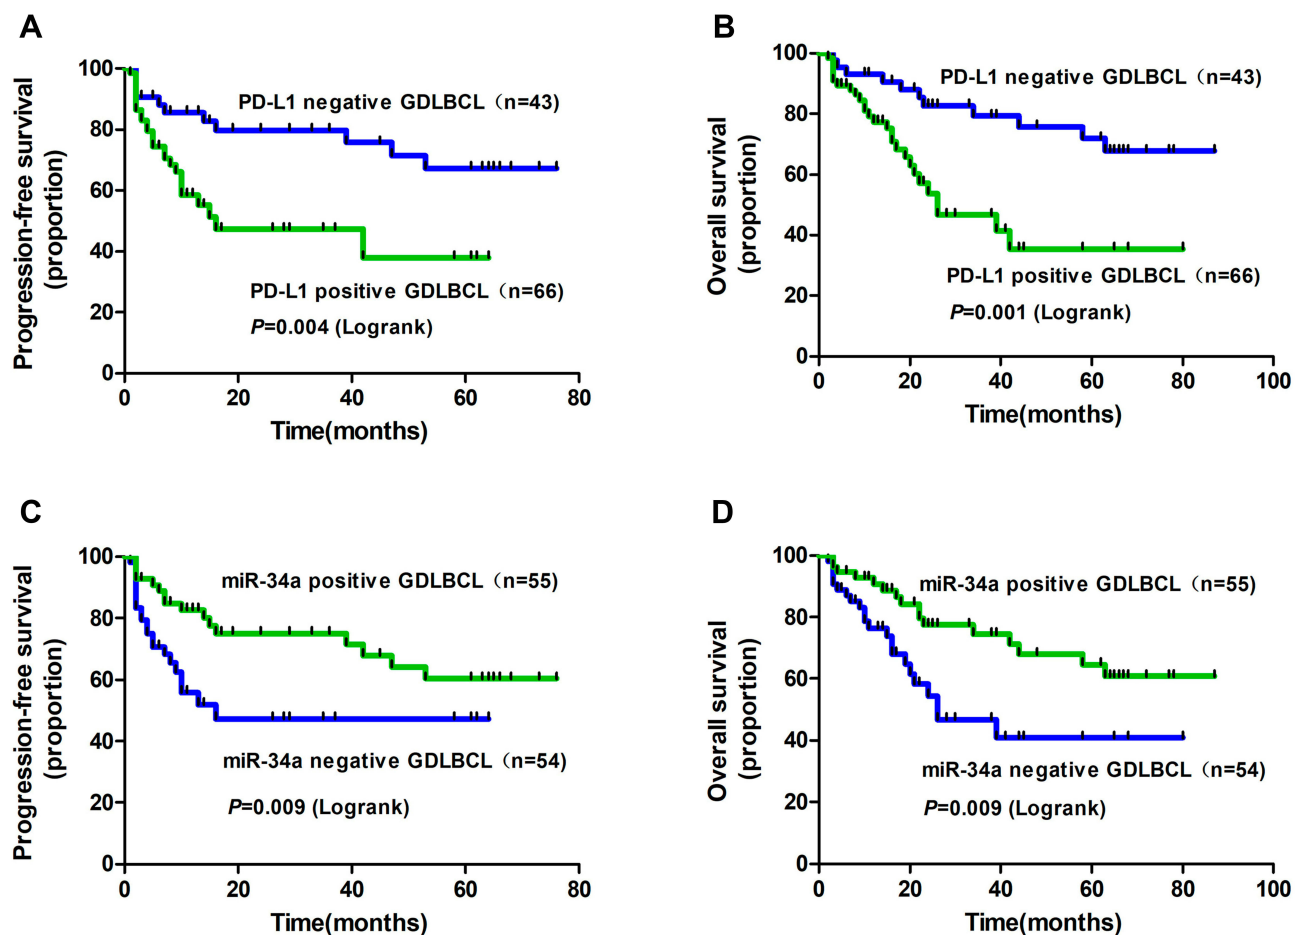 A
Progression-free survival
(proportion)
100
80
60
40
20
0
PD-L1 negative GDLBCL（n=43)
PD-L1 positive GDLBCL（n=66)
P=0.004 (Logrank)
0 20 40 60 80
Time(months)
B
Overall survival
(proportion)
100
80
60
40
20
0
PD-L1 negative GDLBCL（n=43)
PD-L1 positive GDLBCL（n=66)
P=0.001 (Logrank)
0 20 40 60 80 100
Time(months)
C
Progression-free survival
(proportion)
100
80
60
40
20
0
miR-34a positive GDLBCL（n=55)
miR-34a negative GDLBCL（n=54)
P=0.009 (Logrank)
0 20 40 60 80
Time(months)
D
Overall survival
(proportion)
100
80
60
40
20
0
miR-34a positive GDLBCL（n=55)
miR-34a negative GDLBCL（n=54)
P=0.009 (Logrank)
0 20 40 60 80 100
Time(months)